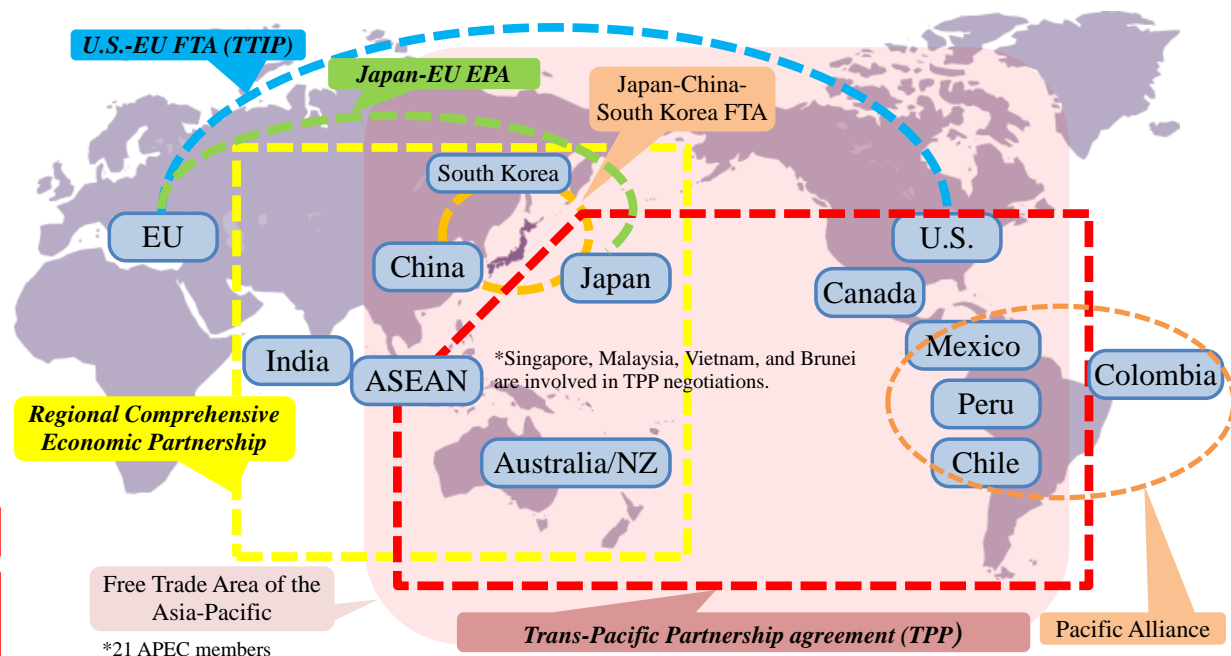 U.S.-EU FTA (TTIP)
Japan-EU EPA
Japan-China-
South Korea FTA
South Korea
EU
U.S.
China
Japan
Canada
India
ASEAN
*Singapore, Malaysia, Vietnam, and Brunei
are involved in TPP negotiations.
Mexico
Colombia
Peru
Regional Comprehensive
Economic Partnership
Australia/NZ
Chile
Free Trade Area of the
Asia-Pacific
*21 APEC members
Trans-Pacific Partnership agreement (TPP)
Pacific Alliance